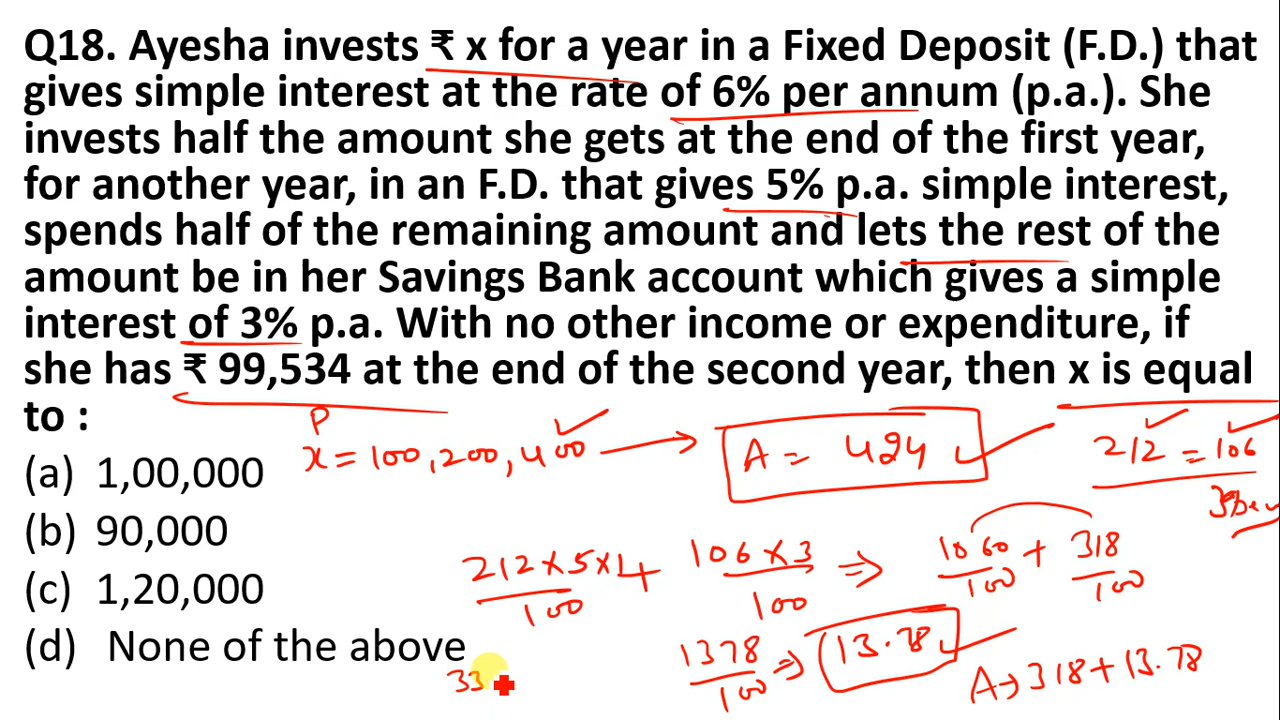 Q18. Ayesha invests ₹ x for a year in a Fixed Deposit (F.D.) that
gives simple interest at the rate of 6% per annum (p.a.). She
invests half the amount she gets at the end of the first year,
for another year, in an F.D. that gives 5% p.a. simple interest,
spends half of the remaining amount and lets the rest of the
amount be in her Savings Bank account which gives a simple
interest of 3% p.a. With no other income or expenditure, if
she has ₹ 99,534 at the end of the second year, then x is equal
to :
P
x = 100, 200, 400 → A = 424
212 = 106
(a) 1,00,000
(b) 90,000
(c) 1,20,000
(d) None of the above
212 × 5 × 1/100 + 106 × 3/100 ⇒ 1060/100 + 318/100
1378/100 ⇒ 13.78
A → 318 + 13.78
33